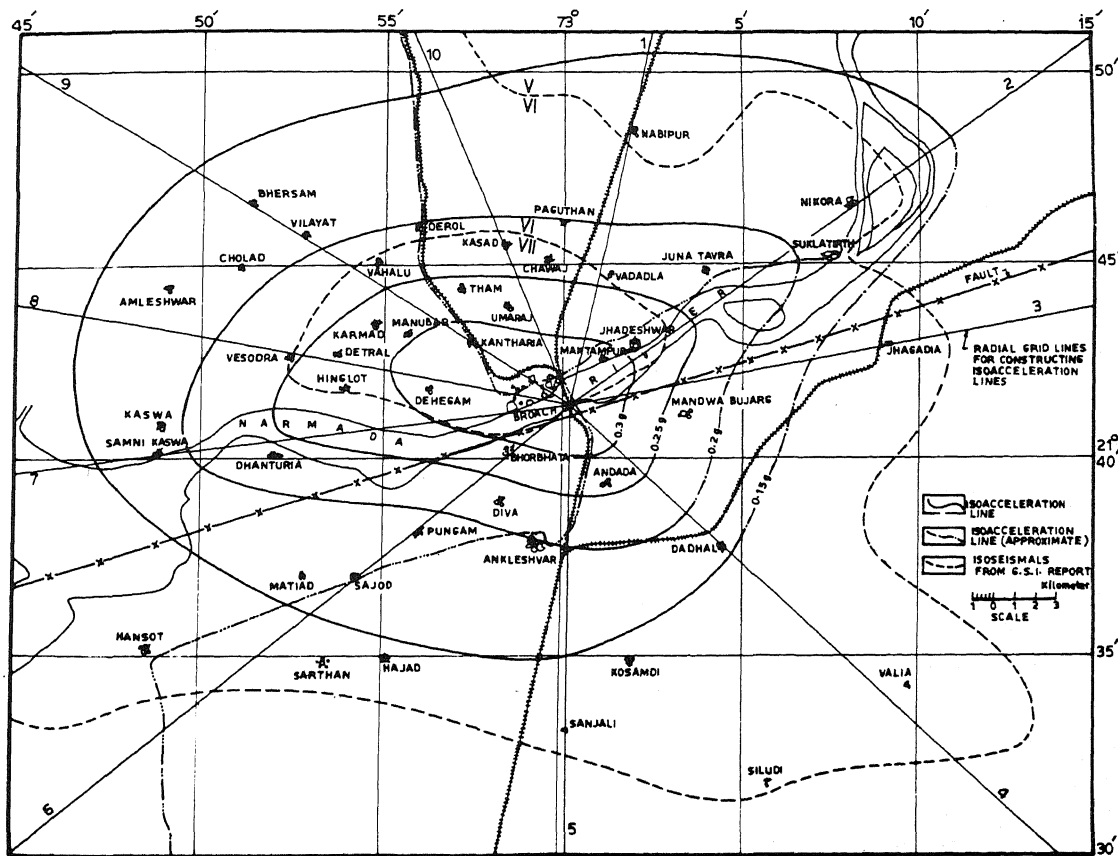 45′ 50′ 55′ 73° 5′ 10′ 15′
10 1 2
50′
9
V
VI
NABIPUR
BHERSAM
NIKORA
VILAYAT
DEROL
PAGUTHAN
VI
VII
KASAD
SUKLATIRTH
CHOLAD
VAHALU
CHAWAJ
VADADLA
JUNA TAVRA
45′
FAULT
AMLESHWAR
THAM
8
UMARAJ
3
KARMAD
MANUBAR
KANTHARIA
JHADESHWAR
MAKTAMPUR
R I V E R
VESODRA
DETRAL
JHAGADIA
RADIAL GRID LINES
FOR CONSTRUCTING
ISOACCELERATION
LINES
HINGLOT
DEHEGAM
BROACH
MANDWA BUJARG
KASWA
N A R M A D A
0.3g
0.25g
0.2g
SAMNI KASWA
BHORBHATA
21°
40′
7
DHANTURIA
ANDADA
0.15g
DIVA
ISOACCELERATION
LINE
PUNGAM
ISOACCELERATION
LINE (APPROXIMATE)
ANKLESHVAR
DADHAL
ISOSEISMALS
FROM G.S.I. REPORT
MATIAD
SAJOD
Kilometer
1 0 1 2 3
SCALE
HANSOT
35′
SARTHAN
HAJAD
KOSAMDI
VALIA
SANJALI
SILUDI
6
4
5
30′